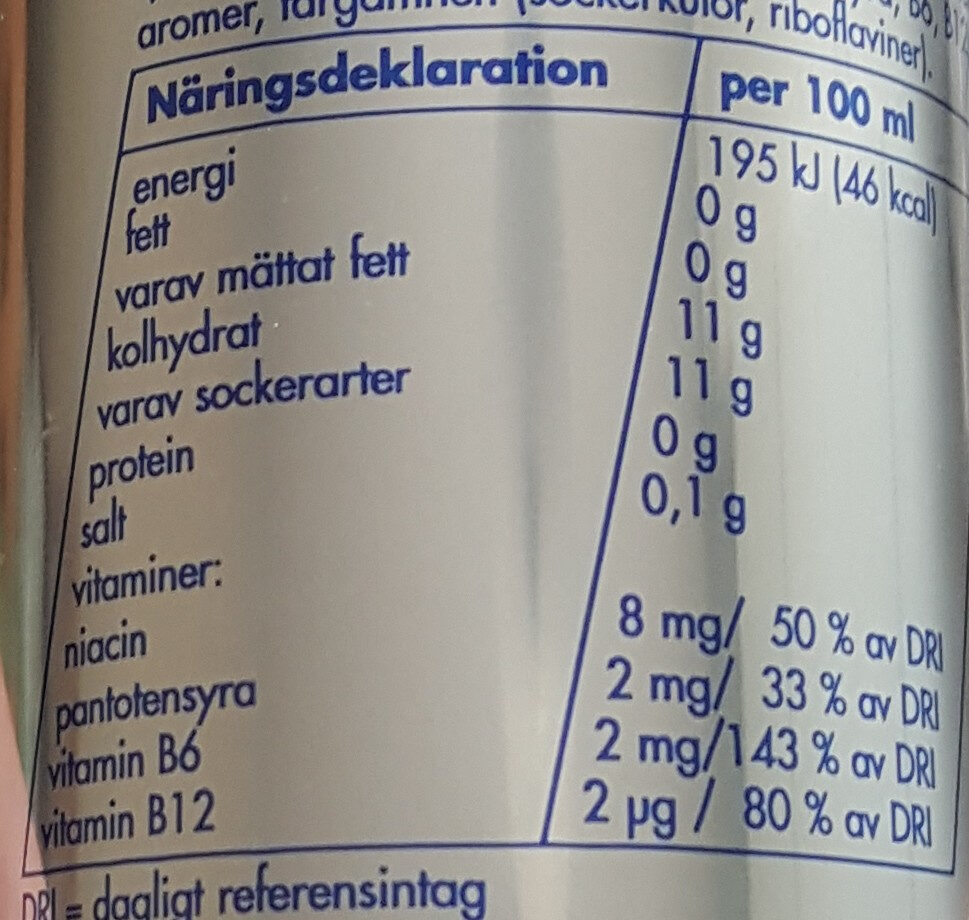 aromer, riboflaviner).
Näringsdeklaration per 100 ml
energi 195 kJ (46 kcal)
fett 0 g
varav mättat fett 0 g
kolhydrat 11 g
varav sockerarter 11 g
protein 0 g
salt 0,1 g
vitaminer:
niacin 8 mg/ 50 % av DRI
pantotensyra 2 mg/ 33 % av DRI
vitamin B6 2 mg/143 % av DRI
vitamin B12 2 µg / 80 % av DRI
DRI = dagligt referensintag